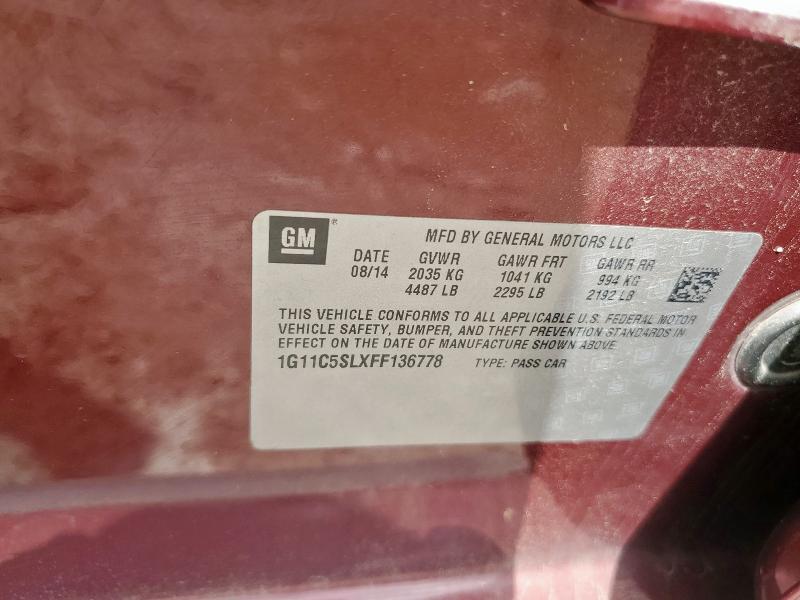 GM®
MFD BY GENERAL MOTORS LLC
DATE GVWR GAWR FRT GAWR RR
08/14 2035 KG 1041 KG 994 KG
4487 LB 2295 LB 2192 LB
THIS VEHICLE CONFORMS TO ALL APPLICABLE U.S. FEDERAL MOTOR
VEHICLE SAFETY, BUMPER, AND THEFT PREVENTION STANDARDS IN
EFFECT ON THE DATE OF MANUFACTURE SHOWN ABOVE.
1G11C5SLXFF136778 TYPE: PASS CAR